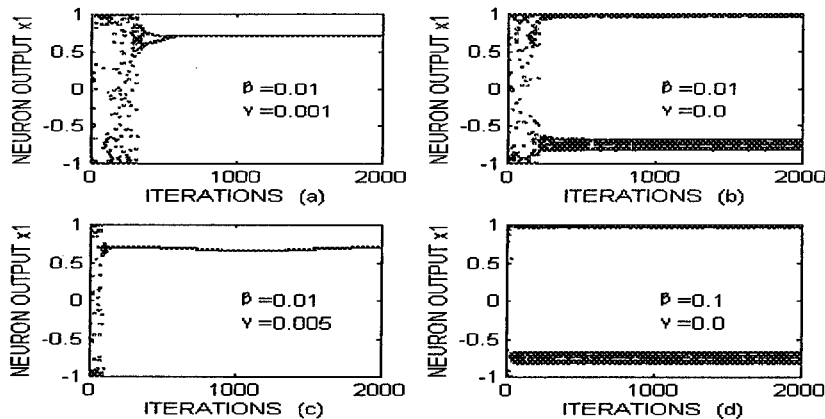 NEURON OUTPUT x1
1
0.5
0
-0.5
-1
β =0.01
γ =0.001
0
1000
2000
ITERATIONS (a)
NEURON OUTPUT x1
1
0.5
0
-0.5
-1
β =0.01
γ =0.0
0
1000
2000
ITERATIONS (b)
NEURON OUTPUT x1
1
0.5
0
-0.5
-1
β =0.01
γ =0.005
0
1000
2000
ITERATIONS (c)
NEURON OUTPUT x1
1
0.5
0
-0.5
-1
β =0.1
γ =0.0
0
1000
2000
ITERATIONS (d)